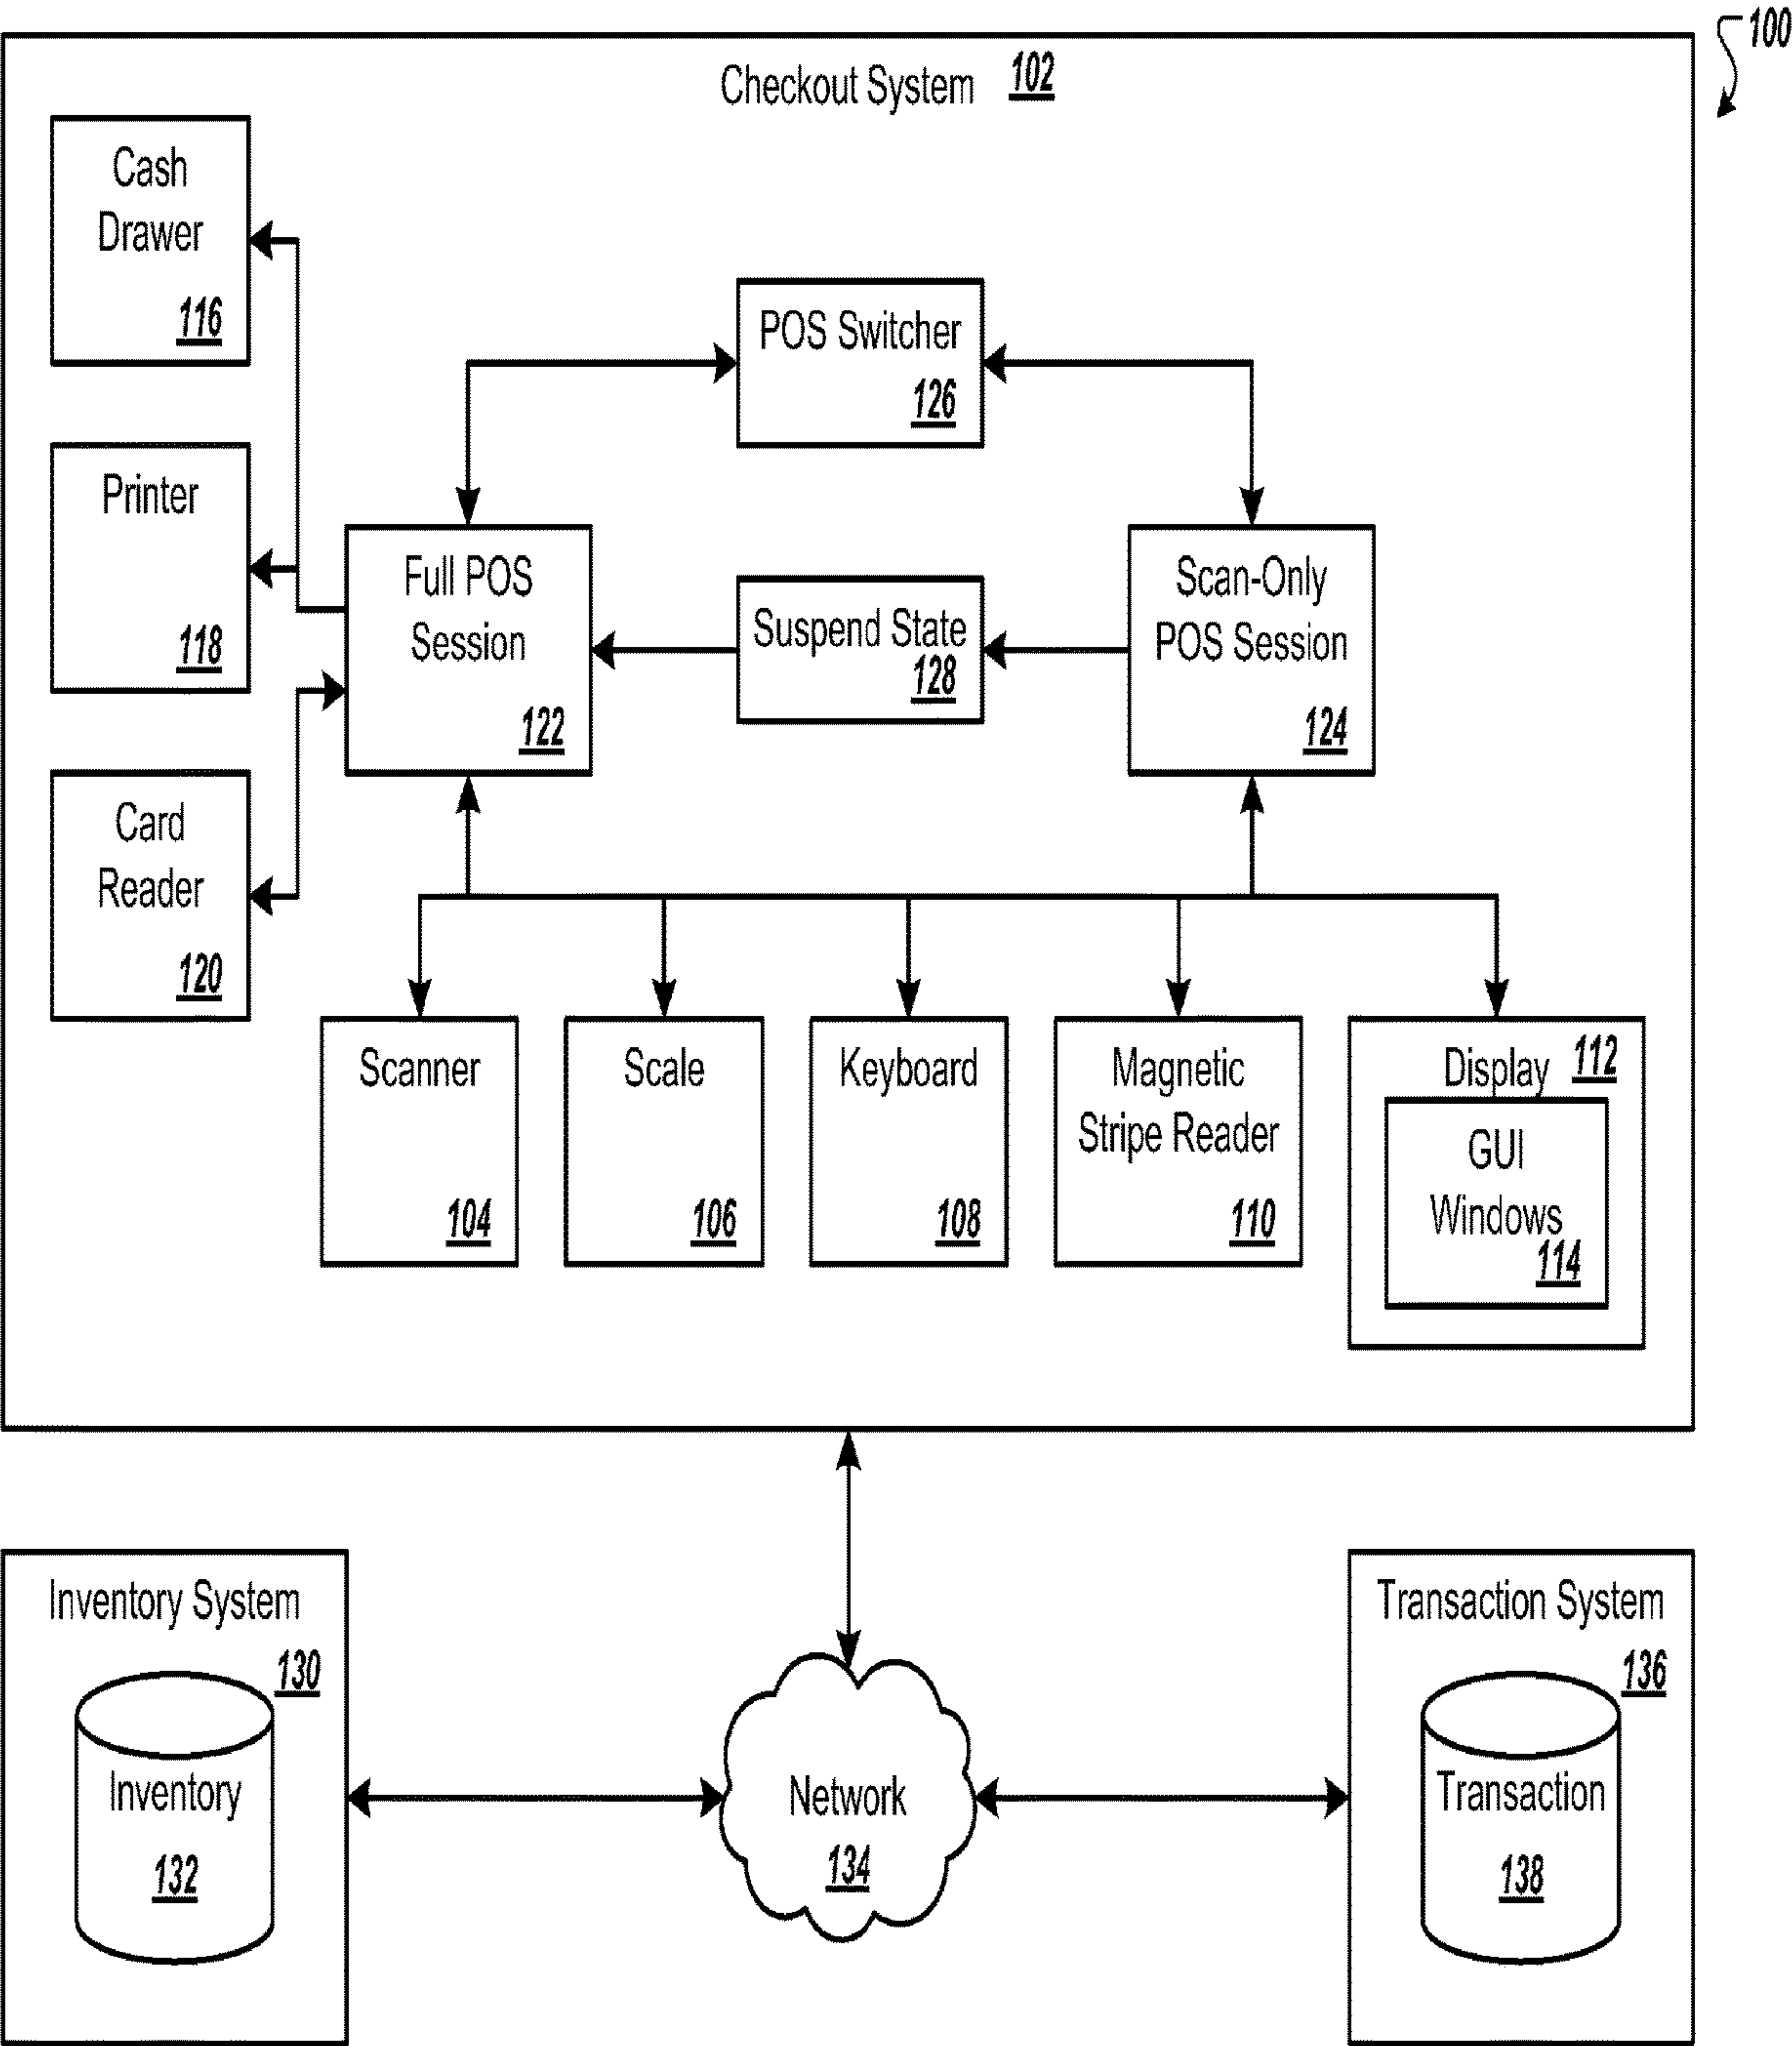 100
Checkout System 102
Cash
Drawer
116
POS Switcher
126
Printer
118
Full POS
Session
122
Suspend State
128
Scan-Only
POS Session
124
Card
Reader
120
Scanner
104
Scale
106
Keyboard
108
Magnetic
Stripe Reader
110
Display 112
GUI
Windows
114
Inventory System
130
Inventory
132
Network
134
Transaction System
136
Transaction
138